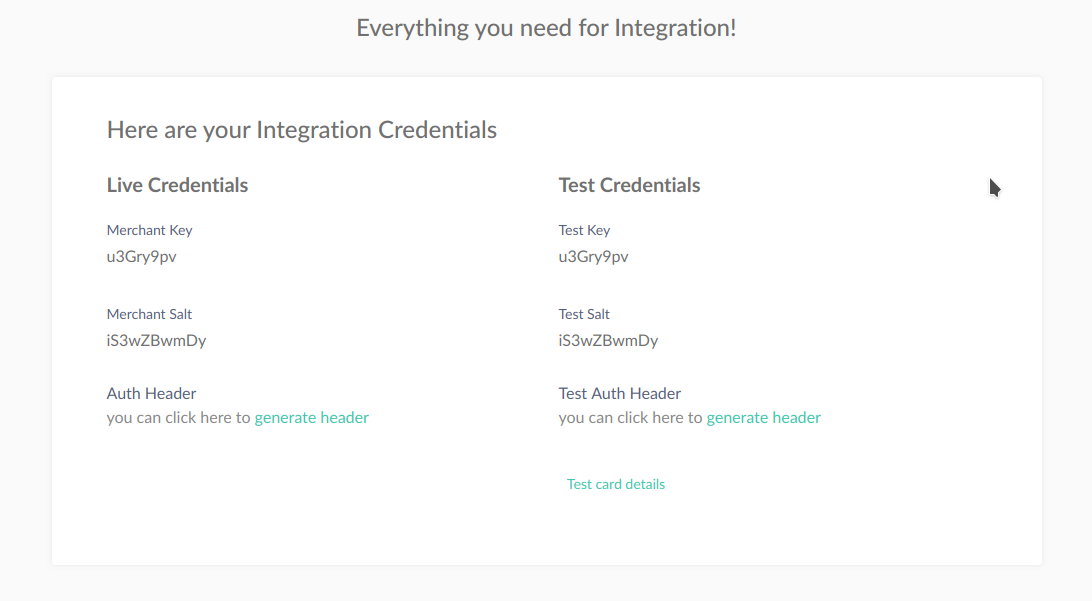 Everything you need for Integration!
Here are your Integration Credentials
Live Credentials
Merchant Key
u3Gry9pv
Merchant Salt
iS3wZBwmDy
Auth Header
you can click here to generate header
Test Credentials
Test Key
u3Gry9pv
Test Salt
iS3wZBwmDy
Test Auth Header
you can click here to generate header
Test card details